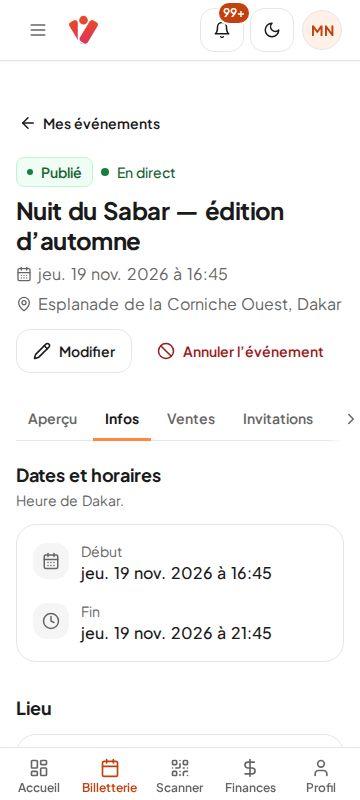 99+
MN
Mes événements
Publié
En direct
Nuit du Sabar — édition
d’automne
jeu. 19 nov. 2026 à 16:45
Esplanade de la Corniche Ouest, Dakar
Modifier
Annuler l’événement
Aperçu
Infos
Ventes
Invitations
Dates et horaires
Heure de Dakar.
Début
jeu. 19 nov. 2026 à 16:45
Fin
jeu. 19 nov. 2026 à 21:45
Lieu
Accueil
Billetterie
Scanner
Finances
Profil